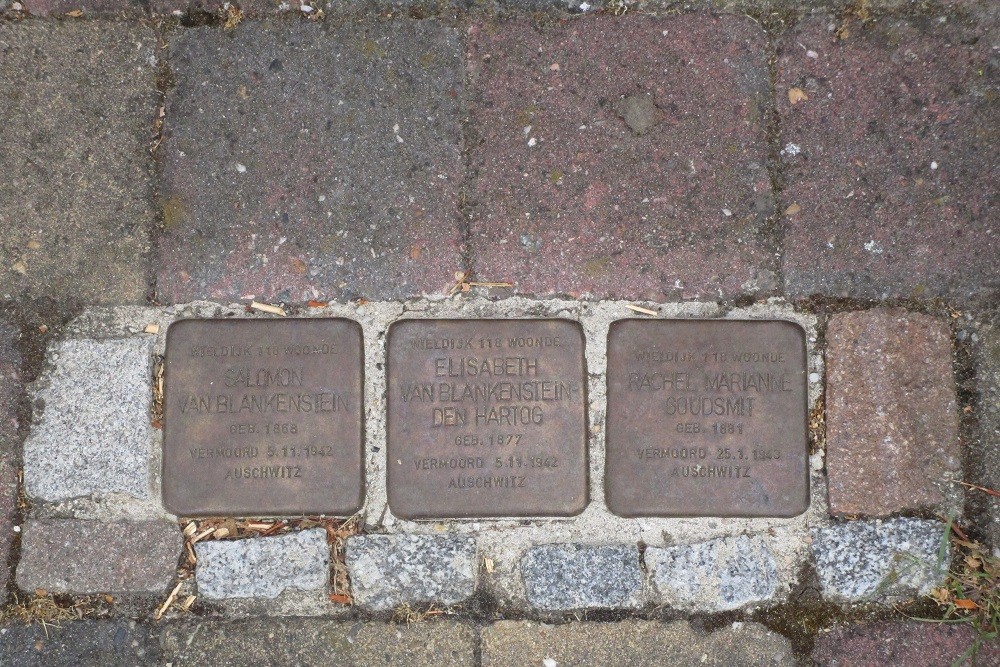 WIELDIJK 118 WOONDE
SALOMON
VAN BLANKENSTEIN
GEB. 1868
VERMOORD 5.11.1942
AUSCHWITZ
WIELDIJK 118 WOONDE
ELISABETH
VAN BLANKENSTEIN-
DEN HARTOG
GEB. 1877
VERMOORD 5.11.1942
AUSCHWITZ
WIELDIJK 118 WOONDE
RACHEL MARIANNE
GOUDSMIT
GEB. 1881
VERMOORD 25.1.1943
AUSCHWITZ